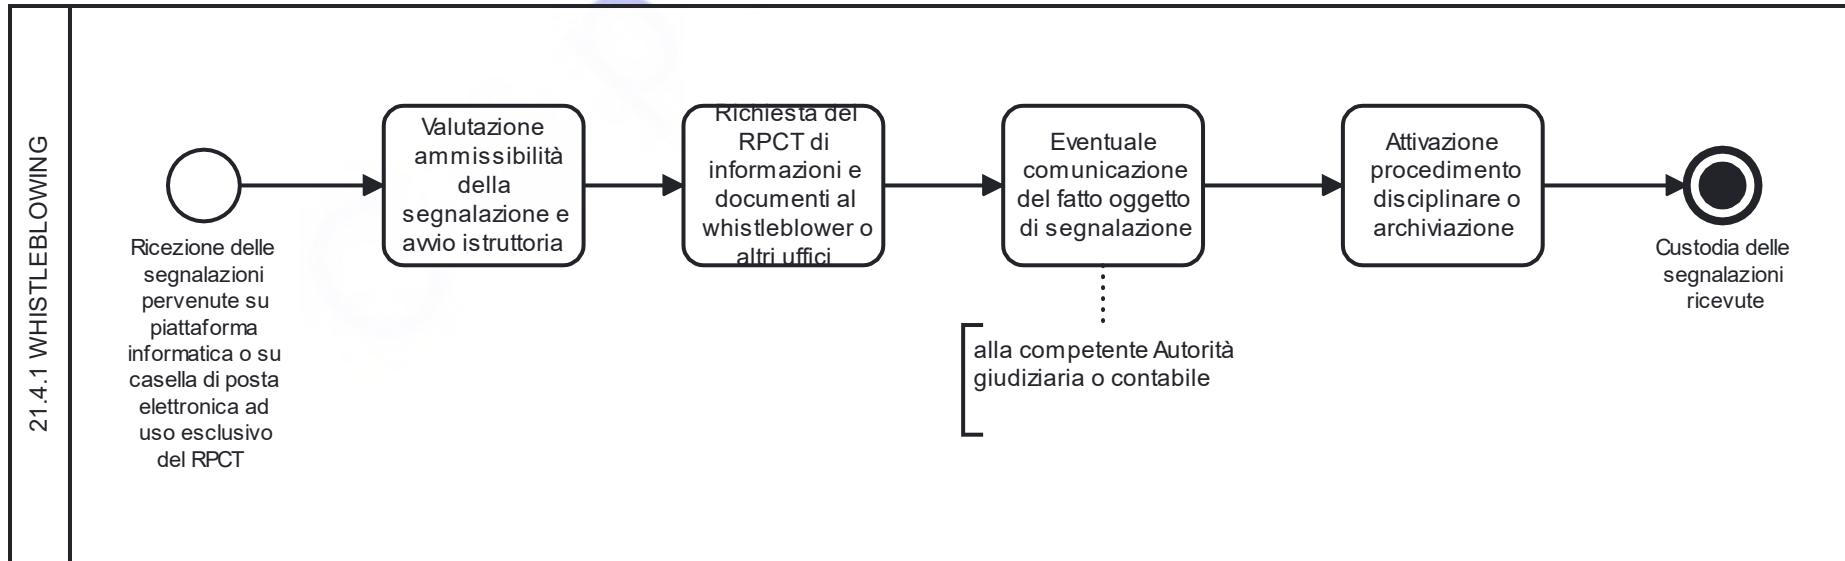 21.4.1 WHISTLEBLOWING
Ricezione delle
segnalazioni
pervenute su
piattaforma
informatica o su
casella di posta
elettronica ad
uso esclusivo
del RPCT
Valutazione
ammissibilità
della
segnalazione e
avvio istruttoria
Richiesta del
RPCT di
informazioni e
documenti al
whistleblower o
altri uffici
Eventuale
comunicazione
del fatto oggetto
di segnalazione
alla competente Autorità
giudiziaria o contabile
Attivazione
procedimento
disciplinare o
archiviazione
Custodia delle
segnalazioni
ricevute